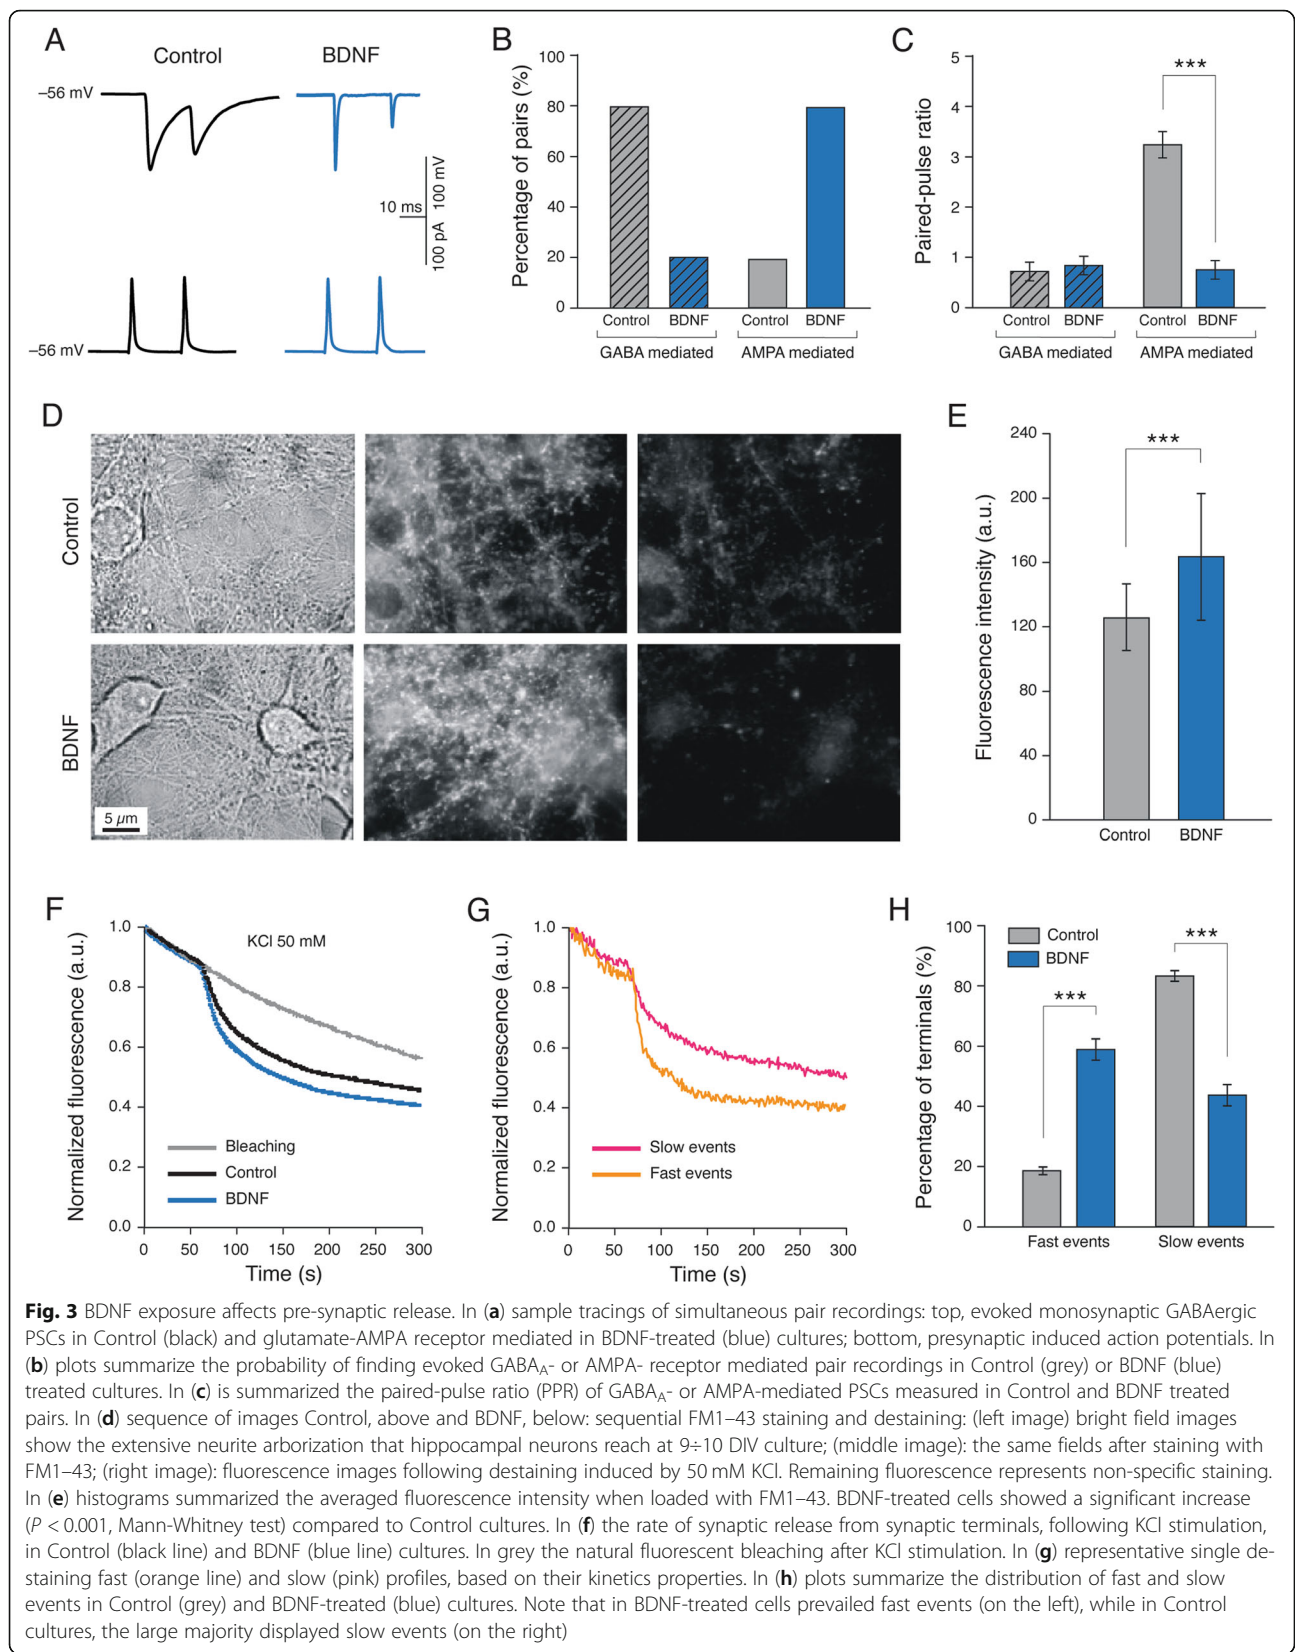 A
Control
BDNF
–56 mV
10 ms
100 pA 100 mV
–56 mV
B
Percentage of pairs (%)
100
80
60
40
20
0
Control BDNF Control BDNF
GABA mediated AMPA mediated
C
Paired-pulse ratio
5
4
3
2
1
0
***
Control BDNF Control BDNF
GABA mediated AMPA mediated
D
Control
BDNF
5 µm
E
Fluorescence intensity (a.u.)
240
200
160
120
80
40
0
***
Control BDNF
F
Normalized fluorescence (a.u.)
1.0
0.8
0.6
0.4
0.2
0.0
KCl 50 mM
Bleaching
Control
BDNF
0 50 100 150 200 250 300
Time (s)
G
Normalized fluorescence (a.u.)
1.0
0.8
0.6
0.4
0.2
0.0
Slow events
Fast events
0 50 100 150 200 250 300
Time (s)
H
Percentage of terminals (%)
100
80
60
40
20
0
Control
BDNF
***
***
Fast events Slow events
Fig. 3 BDNF exposure affects pre-synaptic release. In (a) sample tracings of simultaneous pair recordings: top, evoked monosynaptic GABAergic
PSCs in Control (black) and glutamate-AMPA receptor mediated in BDNF-treated (blue) cultures; bottom, presynaptic induced action potentials. In
(b) plots summarize the probability of finding evoked GABAA- or AMPA- receptor mediated pair recordings in Control (grey) or BDNF (blue)
treated cultures. In (c) is summarized the paired-pulse ratio (PPR) of GABAA- or AMPA-mediated PSCs measured in Control and BDNF treated
pairs. In (d) sequence of images Control, above and BDNF, below: sequential FM1–43 staining and destaining: (left image) bright field images
show the extensive neurite arborization that hippocampal neurons reach at 9÷10 DIV culture; (middle image): the same fields after staining with
FM1–43; (right image): fluorescence images following destaining induced by 50 mM KCl. Remaining fluorescence represents non-specific staining.
In (e) histograms summarized the averaged fluorescence intensity when loaded with FM1–43. BDNF-treated cells showed a significant increase
(P < 0.001, Mann-Whitney test) compared to Control cultures. In (f) the rate of synaptic release from synaptic terminals, following KCl stimulation,
in Control (black line) and BDNF (blue line) cultures. In grey the natural fluorescent bleaching after KCl stimulation. In (g) representative single de-
staining fast (orange line) and slow (pink) profiles, based on their kinetics properties. In (h) plots summarize the distribution of fast and slow
events in Control (grey) and BDNF-treated (blue) cultures. Note that in BDNF-treated cells prevailed fast events (on the left), while in Control
cultures, the large majority displayed slow events (on the right)